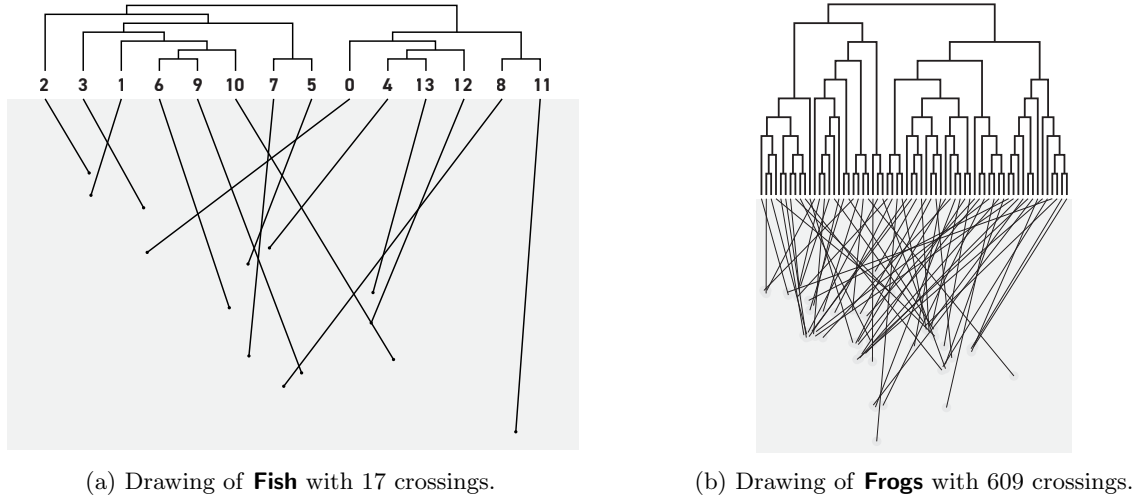 2 3 1 6 9 10 7 5 0 4 13 12 8 11
(a) Drawing of Fish with 17 crossings.
(b) Drawing of Frogs with 609 crossings.